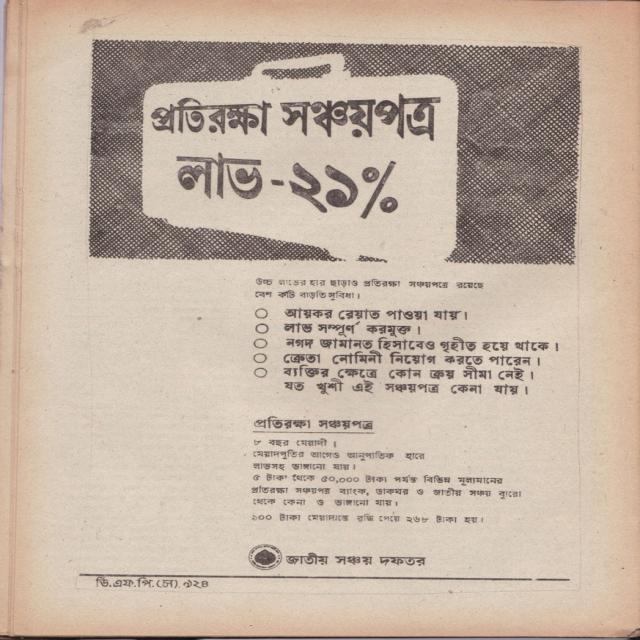 প্রতিরক্ষা সঞ্চয়পত্র
লাভ - ২১%
উচ্চ লাভের হার ছাড়াও প্রতিরক্ষা সঞ্চয়পত্রে রয়েছে
বেশ কটি বাড়তি সুবিধা।
○ আয়কর রেয়াত পাওয়া যায়।
○ লাভ সম্পূর্ণ করমুক্ত।
○ নগদ জামানত হিসাবেও গৃহীত হয়ে থাকে।
○ ক্রেতা নোমিনী নিয়োগ করতে পারেন।
○ ব্যক্তির ক্ষেত্রে কোন ক্রয় সীমা নেই।
যত খুশী এই সঞ্চয়পত্র কেনা যায়।
প্রতিরক্ষা সঞ্চয়পত্র
৮ বছর মেয়াদী।
মেয়াদপূর্তির আগেও আনুপাতিক হারে
লাভসহ ভাঙ্গানো যায়।
৫ টাকা থেকে ৫০,০০০ টাকা পর্যন্ত বিভিন্ন মূল্যমানের
প্রতিরক্ষা সঞ্চয়পত্র ব্যাংক, ডাকঘর ও জাতীয় সঞ্চয় ব্যুরো
থেকে কেনা ও ভাঙ্গানো যায়।
১০০ টাকা মেয়াদান্তে বৃদ্ধি পেয়ে ২৬৮ টাকা হয়।
জাতীয় সঞ্চয় দফতর
ডি.এফ.পি.(চ). ৯২৪